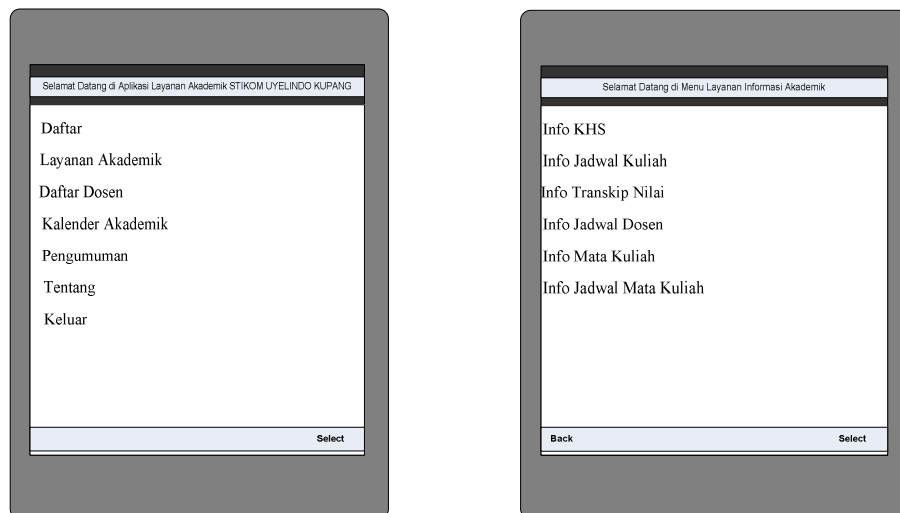 Selamat Datang di Aplikasi Layanan Akademik STIKOM UYELINDO KUPANG
Daftar
Layanan Akademik
Daftar Dosen
Kalender Akademik
Pengumuman
Tentang
Keluar
Select
Selamat Datang di Menu Layanan Informasi Akademik
Info KHS
Info Jadwal Kuliah
Info Transkip Nilai
Info Jadwal Dosen
Info Mata Kuliah
Info Jadwal Mata Kuliah
Back Select